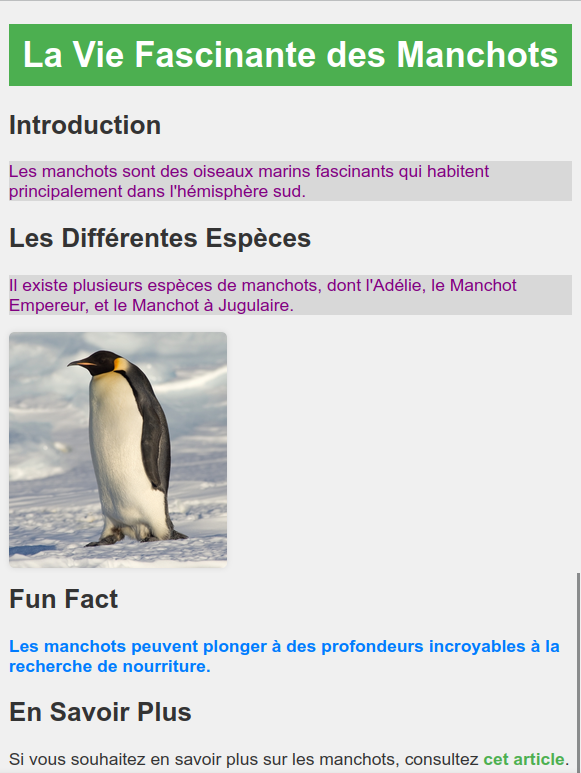 La Vie Fascinante des Manchots
Introduction
Les manchots sont des oiseaux marins fascinants qui habitent
principalement dans l'hémisphère sud.
Les Différentes Espèces
Il existe plusieurs espèces de manchots, dont l'Adélie, le Manchot
Empereur, et le Manchot à Jugulaire.
Fun Fact
Les manchots peuvent plonger à des profondeurs incroyables à la
recherche de nourriture.
En Savoir Plus
Si vous souhaitez en savoir plus sur les manchots, consultez cet article.